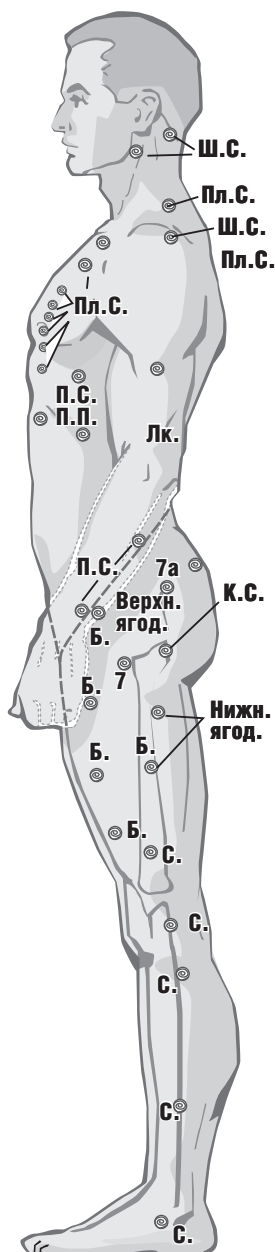 Ш.С.
Пл.С.
Ш.С.
Пл.С.
Пл.С.
П.С.
П.П.
Лк.
П.С.
7а
К.С.
Верхн.
ягод.
Б.
7
Б.
Нижн.
ягод.
Б.
Б.
Б.
С.
С.
С.
С.
С.